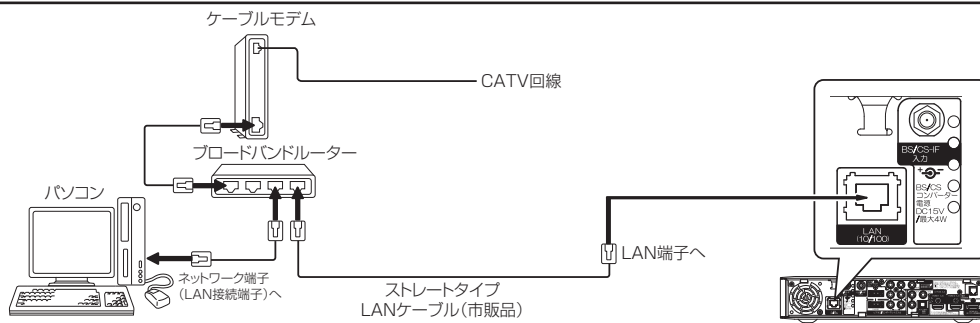 ケーブルモデム
CATV回線
ブロードバンドルーター
パソコン
ネットワーク端子
(LAN接続端子)へ
ストレートタイプ
LANケーブル(市販品)
LAN端子へ
BS/CS-IF
入力
BS/CS
コンバーター
電源
DC15V
/最大4W
LAN
(10/100)